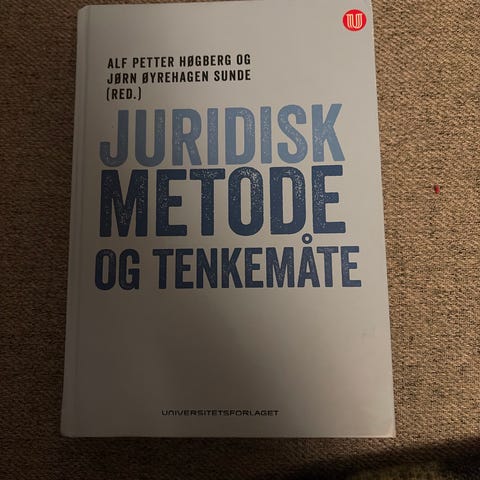 ALF PETTER HØGBERG OG
JØRN ØYREHAGEN SUNDE
(RED.)
JURIDISK
METODE
OG TENKEMÅTE
UNIVERSITETSFORLAGET